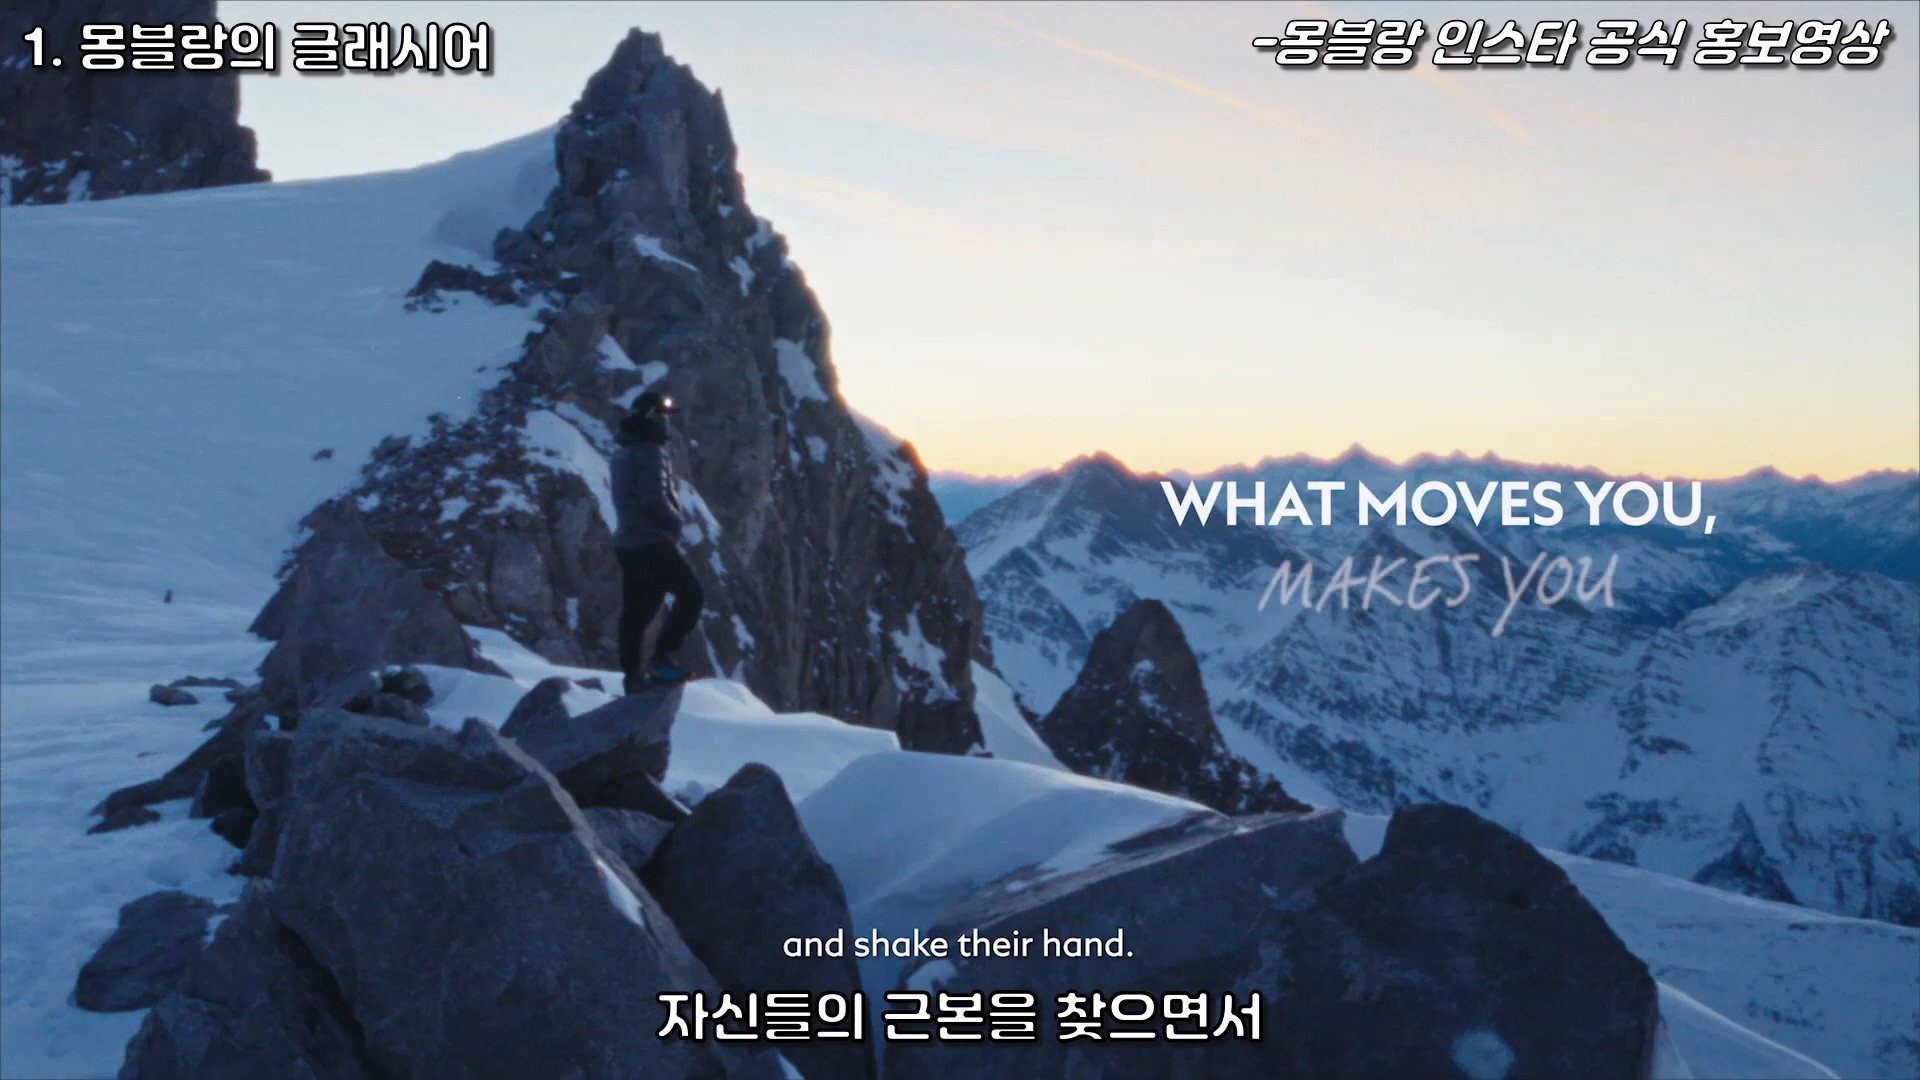 1. 몽블랑의 글래시어
-몽블랑 인스타 공식 홍보영상
WHAT MOVES YOU,
MAKES YOU
and shake their hand.
자신들의 근본을 찾으면서